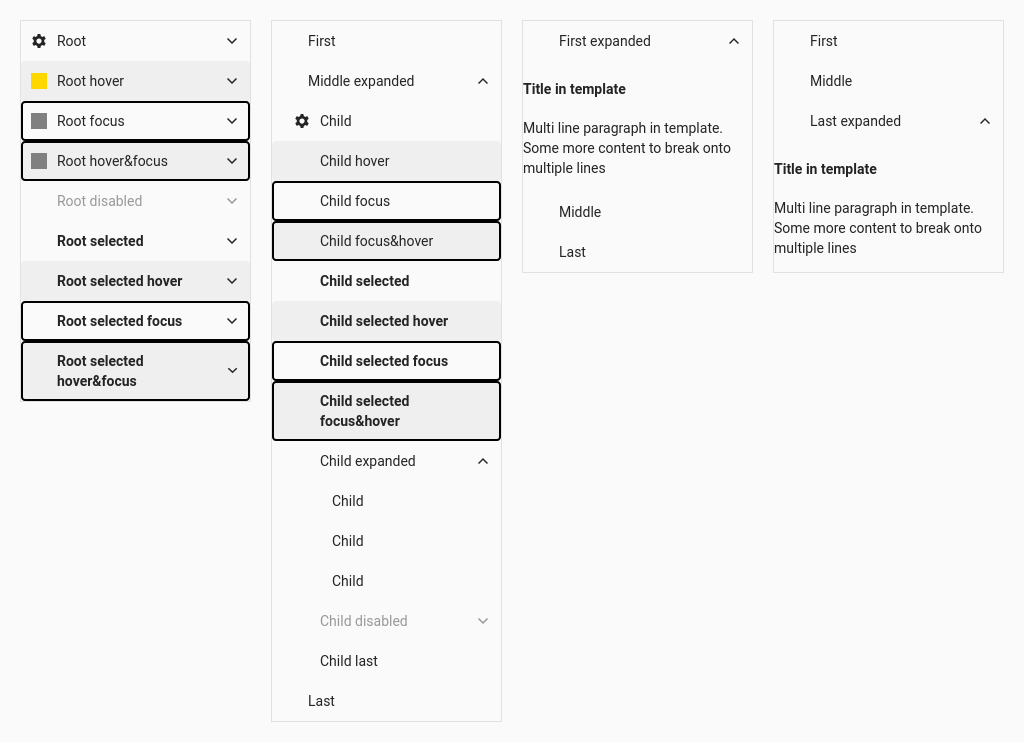 Root
Root hover
Root focus
Root hover&focus
Root disabled
Root selected
Root selected hover
Root selected focus
Root selected
hover&focus
First
Middle expanded
Child
Child hover
Child focus
Child focus&hover
Child selected
Child selected hover
Child selected focus
Child selected
focus&hover
Child expanded
Child
Child
Child
Child disabled
Child last
Last
First expanded
Title in template
Multi line paragraph in template.
Some more content to break onto
multiple lines
Middle
Last
First
Middle
Last expanded
Title in template
Multi line paragraph in template.
Some more content to break onto
multiple lines